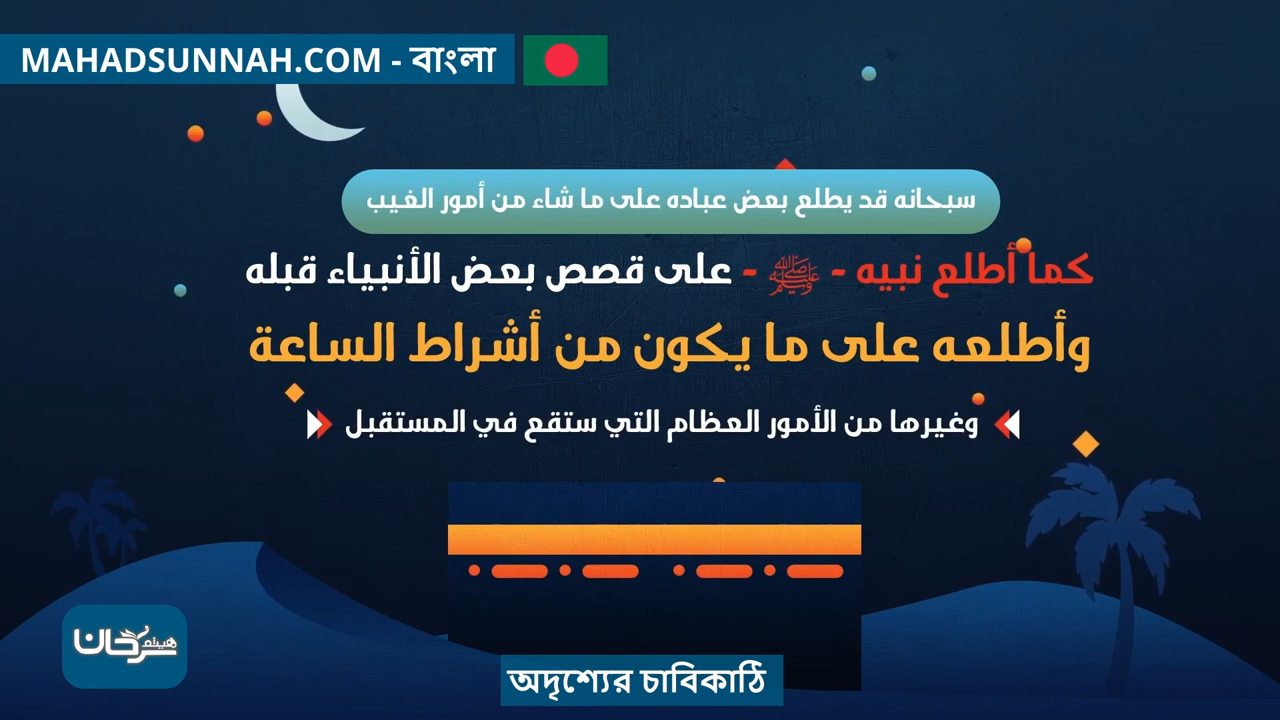 MAHADSUNNAH.COM - বাংলা
سبحانه قد يطلع بعض عباده على ما شاء من أمور الغيب
كما أطلع نبيه - ﷺ - على قصص بعض الأنبياء قبله
وأطلعه على ما يكون من أشراط الساعة
وغيرها من الأمور العظام التي ستقع في المستقبل
هيثم سرحان
অদৃশ্যের চাবিকাঠি